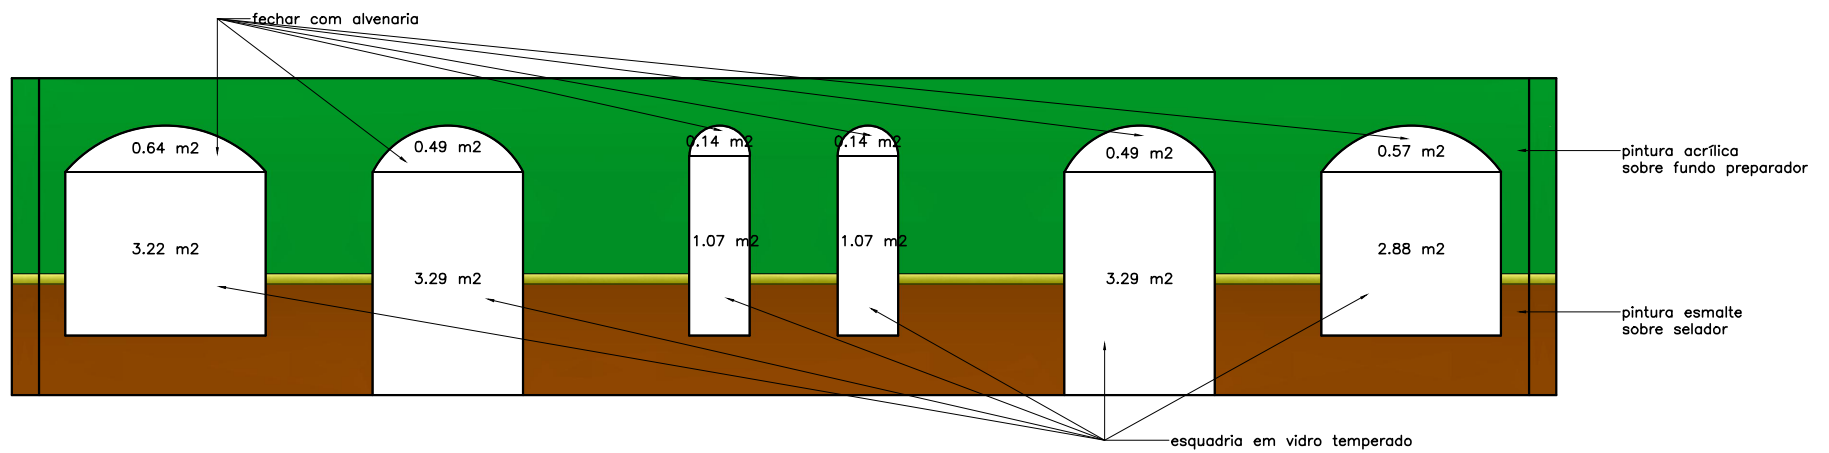 fechar com alvenaria
0.64 m2
0.49 m2
0.14 m2
0.14 m2
0.49 m2
0.57 m2
pintura acrílica
sobre fundo preparador
3.22 m2
3.29 m2
1.07 m2
1.07 m2
3.29 m2
2.88 m2
pintura esmalte
sobre selador
esquadria em vidro temperado